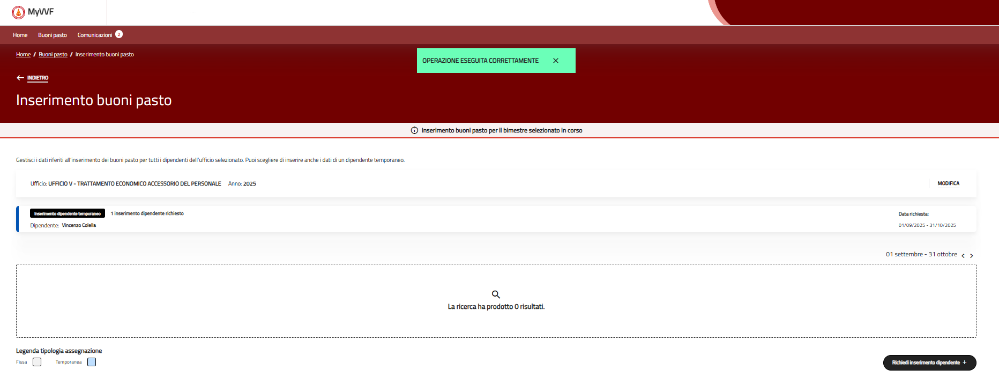 MyVVF
Home Buoni pasto Comunicazioni 2
Home / Buoni pasto / Inserimento buoni pasto
OPERAZIONE ESEGUITA CORRETTAMENTE
INDIETRO
Inserimento buoni pasto
Inserimento buoni pasto per il bimestre selezionato in corso
Gestisci i dati riferiti all'inserimento dei buoni pasto per tutti i dipendenti dell'ufficio selezionato. Puoi scegliere di inserire anche i dati di un dipendente temporaneo.
Ufficio: UFFICIO V - TRATTAMENTO ECONOMICO ACCESSORIO DEL PERSONALE Anno: 2025 MODIFICA
Inserimento dipendente temporaneo 1 inserimento dipendente richiesto Data richiesta:
Dipendente: Vincenzo Colella 01/09/2025 - 31/10/2025
01 settembre - 31 ottobre
La ricerca ha prodotto 0 risultati.
Legenda tipologia assegnazione
Fissa Temporanea Richiedi inserimento dipendente +